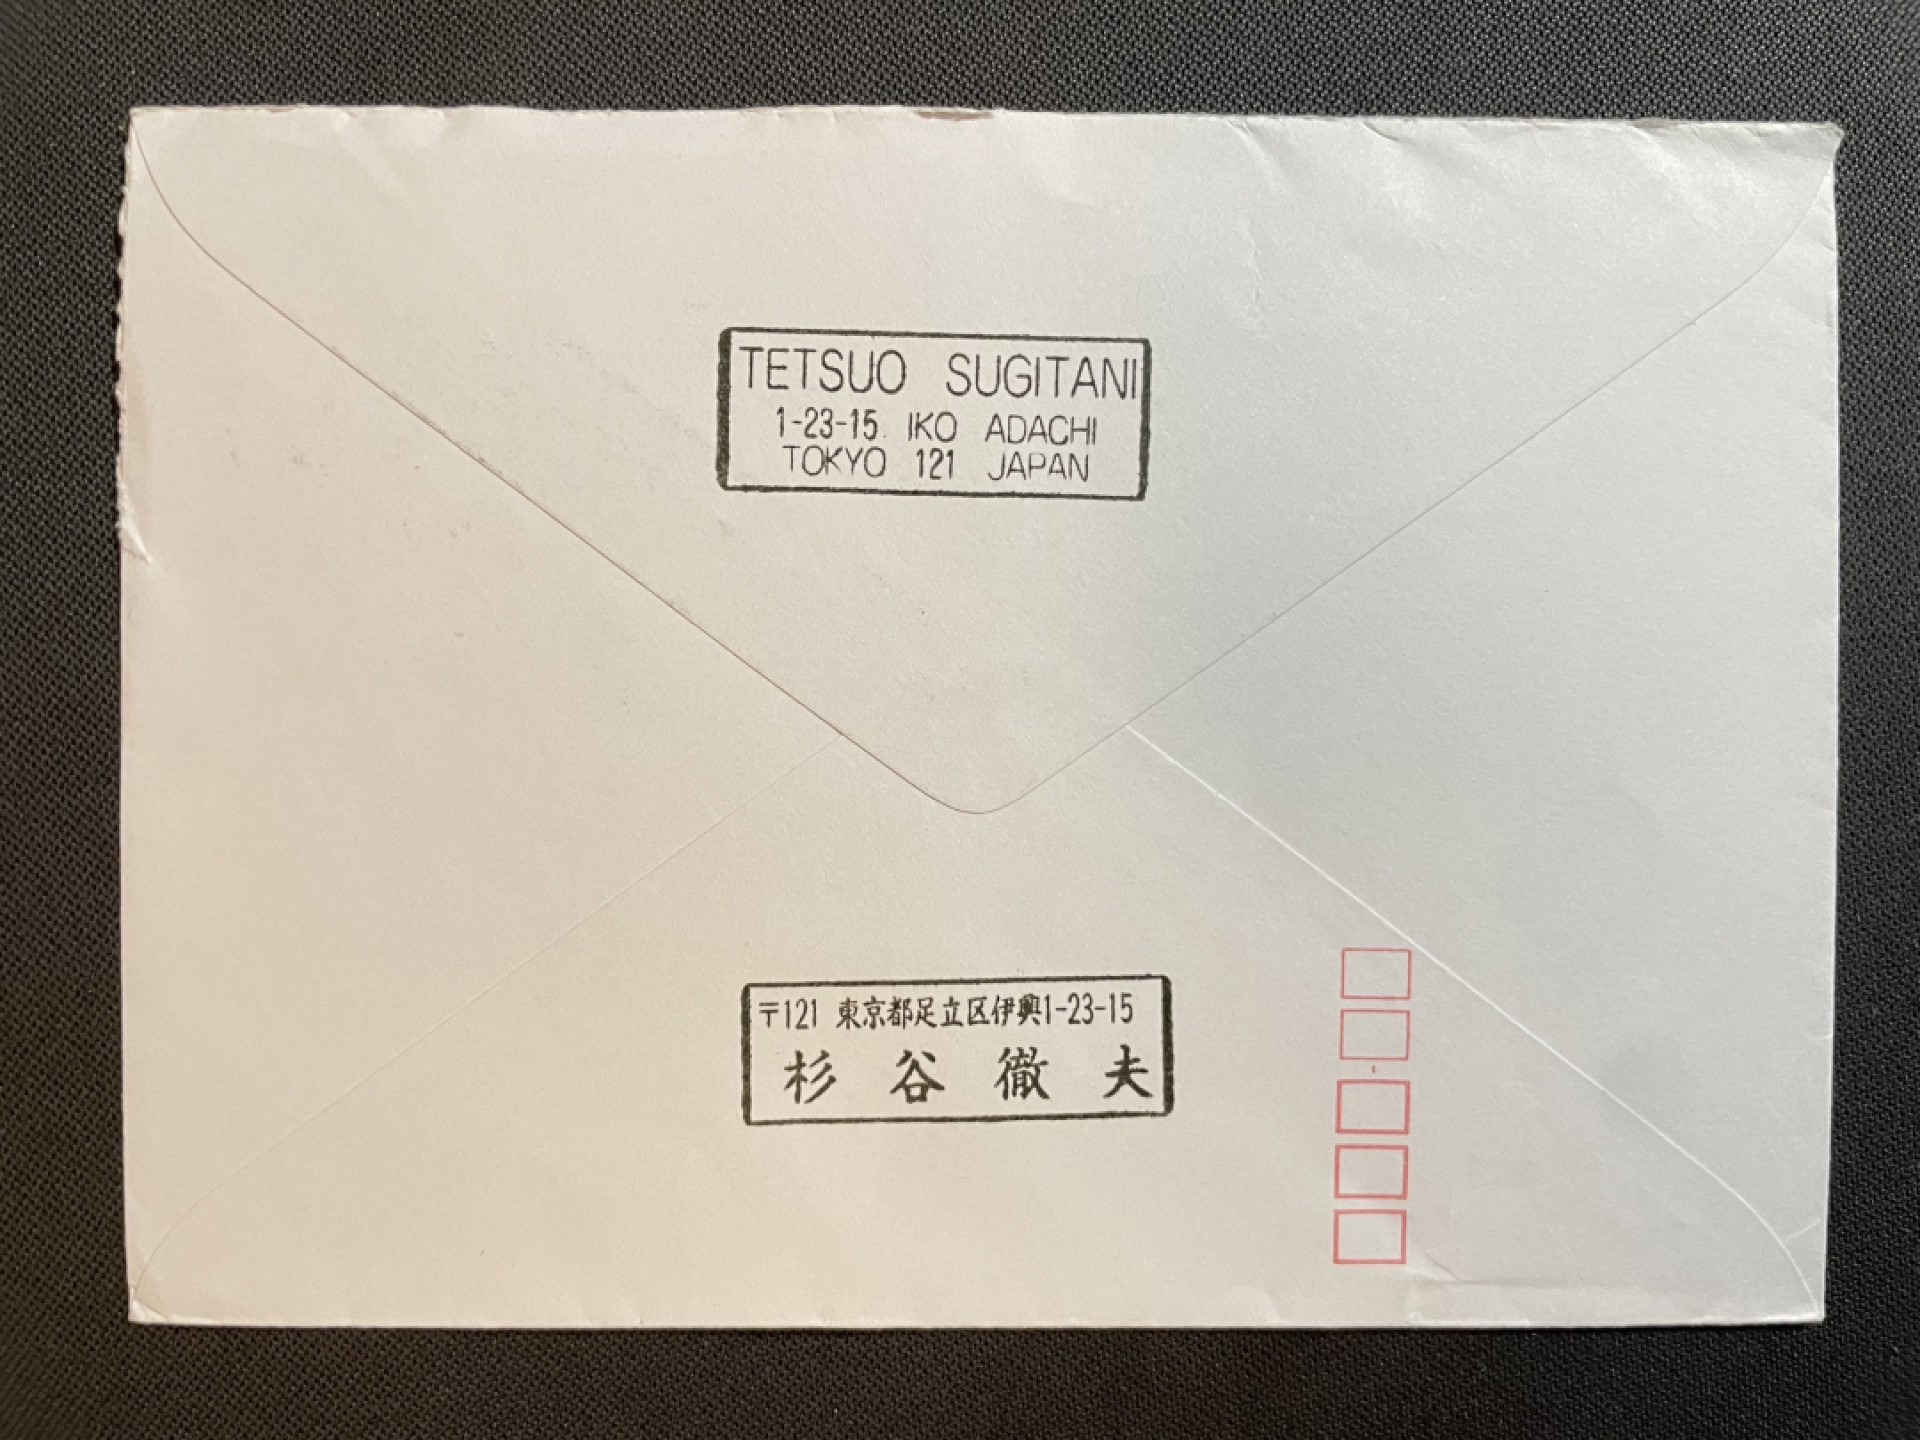 TETSUO SUGITANI
1-23-15. IKO ADACHI
TOKYO 121 JAPAN
〒121 東京都足立区伊興1-23-15
杉谷徹夫